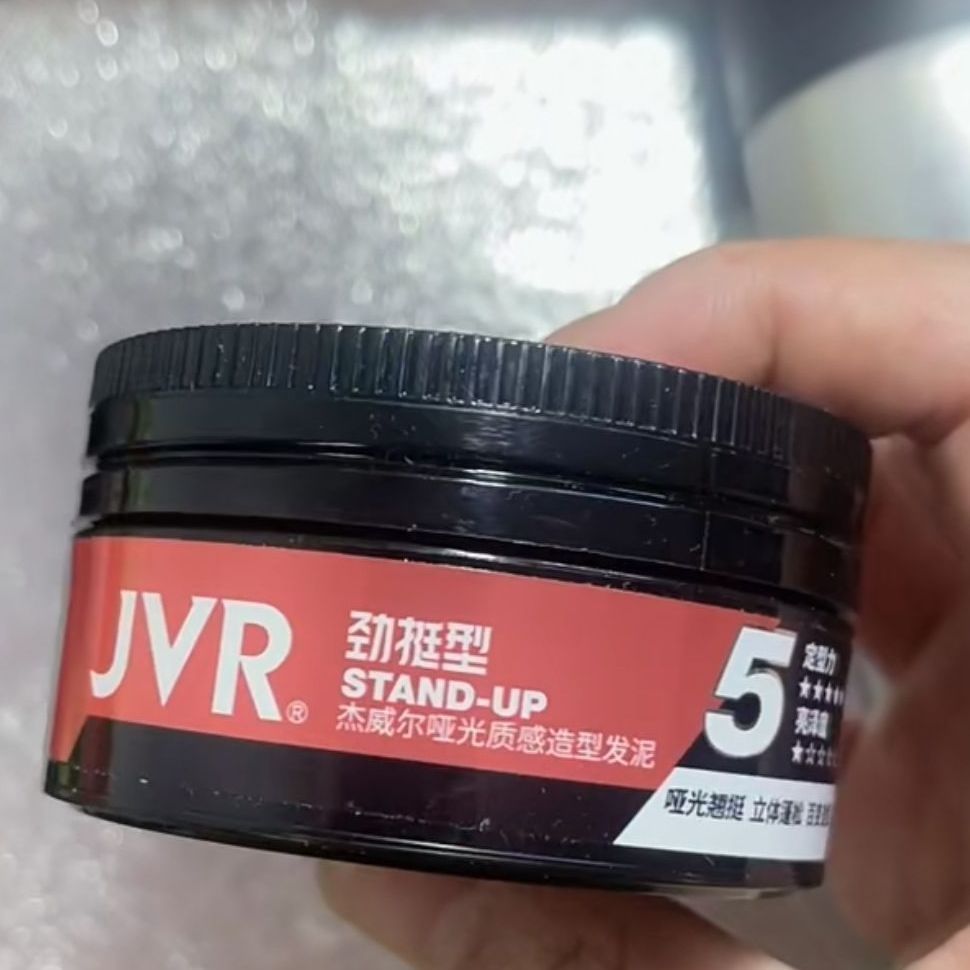 JVR®
劲挺型
STAND-UP
杰威尔哑光质感造型发泥
5
定型力
★★★★
亮泽度
★☆☆
哑光翘挺 立体蓬松